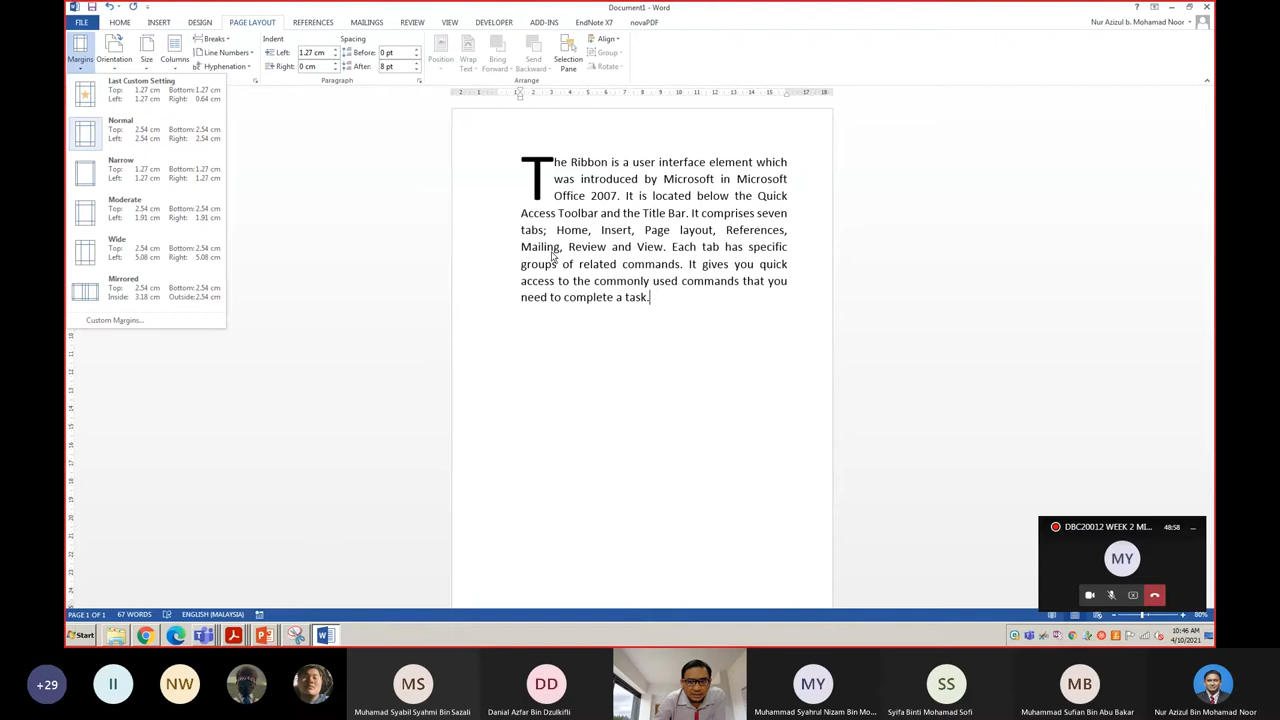 Document1 - Word
FILE HOME INSERT DESIGN PAGE LAYOUT REFERENCES MAILINGS REVIEW VIEW DEVELOPER ADD-INS EndNote X7 novaPDF
Nur Azizul b. Mohamad Noor
Margins Orientation Size Columns
Breaks
Line Numbers
Hyphenation
Indent
Left: 1.27 cm
Right: 0 cm
Spacing
Before: 0 pt
After: 8 pt
Paragraph
Position Wrap Text Bring Forward Send Backward Selection Pane
Align
Group
Rotate
Arrange
Last Custom Setting
Top: 1.27 cm Bottom: 1.27 cm
Left: 1.27 cm Right: 0.64 cm
Normal
Top: 2.54 cm Bottom: 2.54 cm
Left: 2.54 cm Right: 2.54 cm
Narrow
Top: 1.27 cm Bottom: 1.27 cm
Left: 1.27 cm Right: 1.27 cm
Moderate
Top: 2.54 cm Bottom: 2.54 cm
Left: 1.91 cm Right: 1.91 cm
Wide
Top: 2.54 cm Bottom: 2.54 cm
Left: 5.08 cm Right: 5.08 cm
Mirrored
Top: 2.54 cm Bottom: 2.54 cm
Inside: 3.18 cm Outside: 2.54 cm
Custom Margins...
The Ribbon is a user interface element which
was introduced by Microsoft in Microsoft
Office 2007. It is located below the Quick
Access Toolbar and the Title Bar. It comprises seven
tabs; Home, Insert, Page layout, References,
Mailing, Review and View. Each tab has specific
groups of related commands. It gives you quick
access to the commonly used commands that you
need to complete a task.
DBC20012 WEEK 2 MI... 48:58
MY
PAGE 1 OF 1 67 WORDS ENGLISH (MALAYSIA) 80%
Start
10:46 AM
4/10/2021
+29 II NW MS DD MY SS MB
Muhamad Syabil Syahmi Bin Sazali Danial Azfar Bin Dzulkifli Muhammad Syahrul Nizam Bin Mo... Syifa Binti Mohamad Sofi Muhammad Sufian Bin Abu Bakar Nur Azizul Bin Mohamad Noor